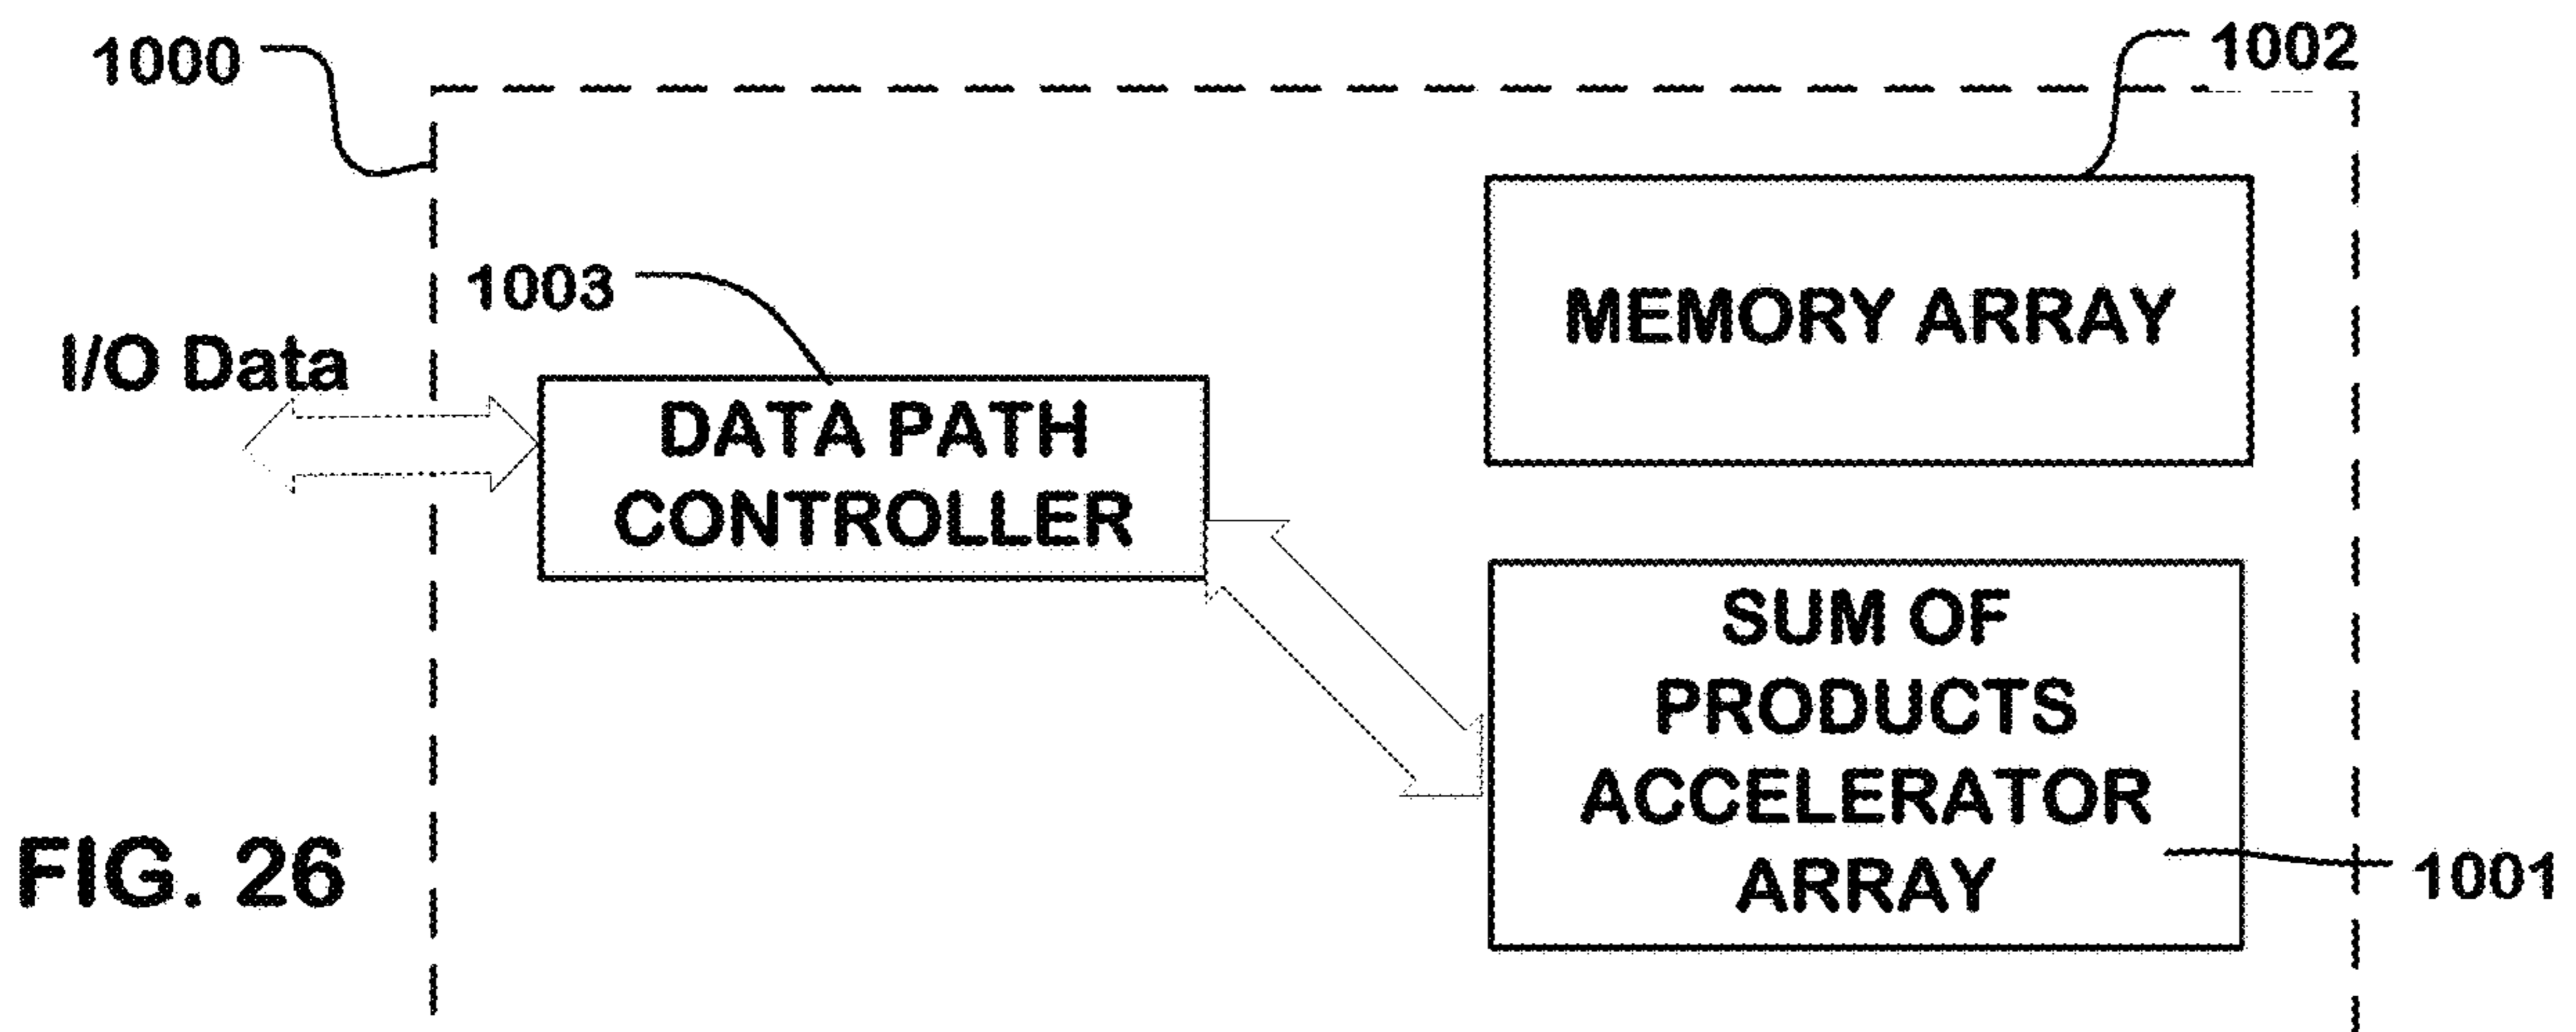 1000
1002
1003
I/O Data
MEMORY ARRAY
DATA PATH
CONTROLLER
SUM OF
PRODUCTS
ACCELERATOR
ARRAY
1001
FIG. 26